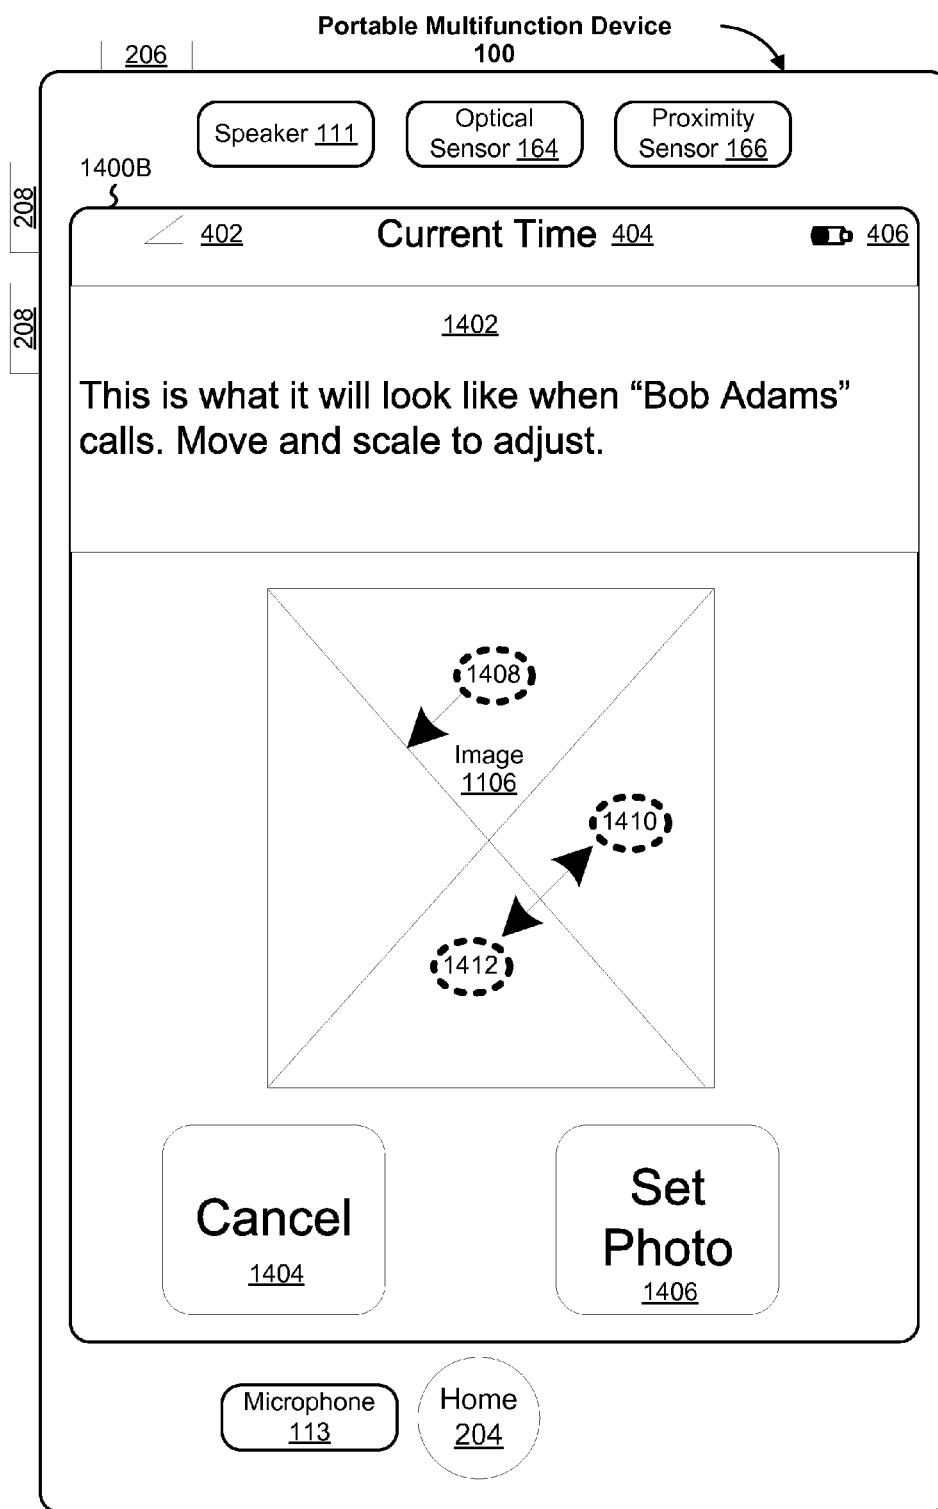 Portable Multifunction Device
100
206
Speaker 111
Optical
Sensor 164
Proximity
Sensor 166
1400B
208
208
402
Current Time 404
406
1402
This is what it will look like when “Bob Adams”
calls. Move and scale to adjust.
1408
Image
1106
1410
1412
Cancel
1404
Set
Photo
1406
Microphone
113
Home
204